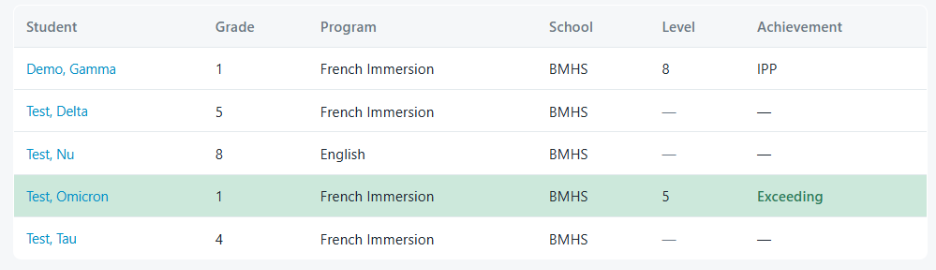 Student Grade Program School Level Achievement
Demo, Gamma 1 French Immersion BMHS 8 IPP
Test, Delta 5 French Immersion BMHS — —
Test, Nu 8 English BMHS — —
Test, Omicron 1 French Immersion BMHS 5 Exceeding
Test, Tau 4 French Immersion BMHS — —